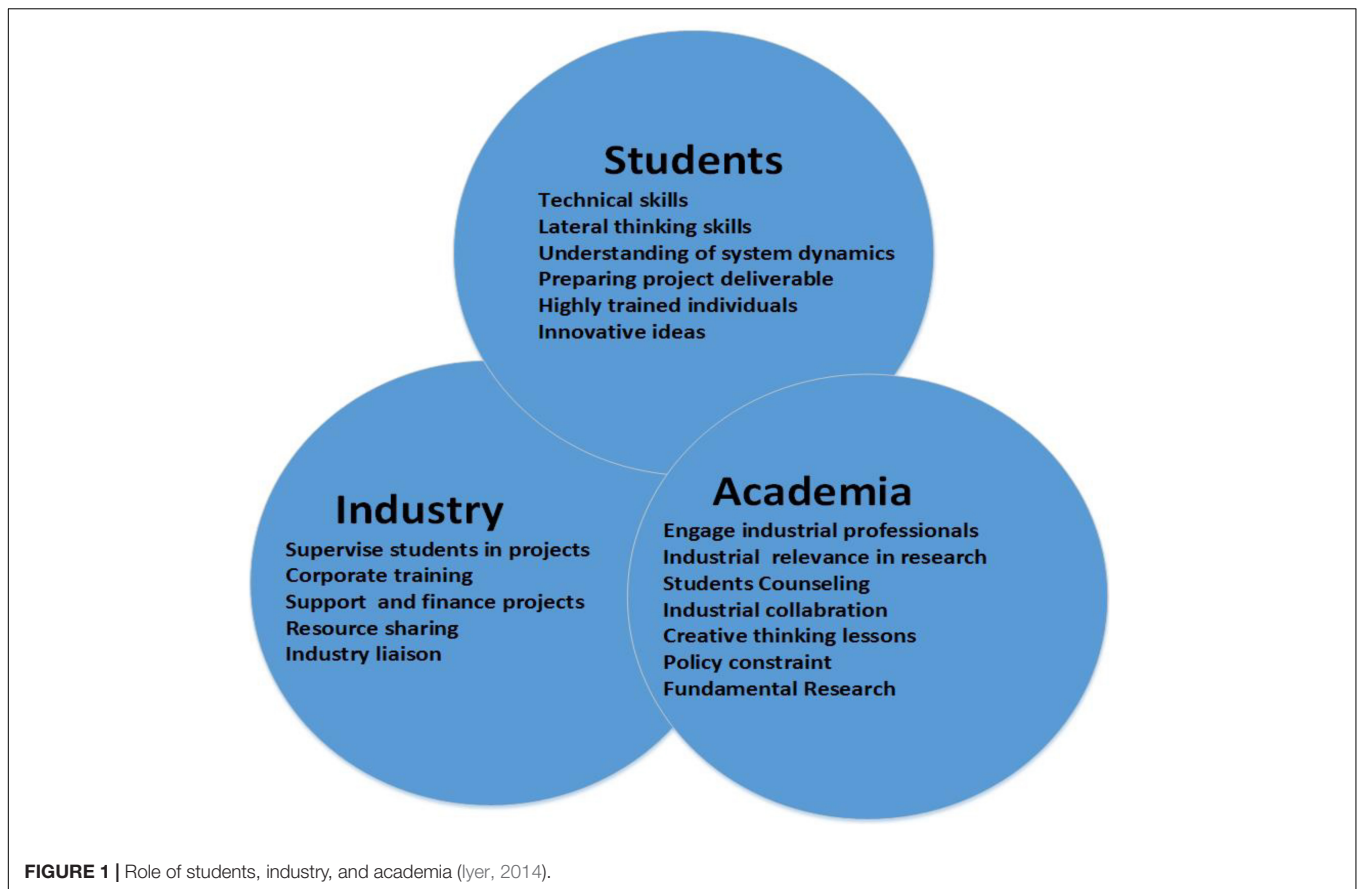 Students
Technical skills
Lateral thinking skills
Understanding of system dynamics
Preparing project deliverable
Highly trained individuals
Innovative ideas
Industry
Supervise students in projects
Corporate training
Support and finance projects
Resource sharing
Industry liaison
Academia
Engage industrial professionals
Industrial relevance in research
Students Counseling
Industrial collabration
Creative thinking lessons
Policy constraint
Fundamental Research
FIGURE 1 | Role of students, industry, and academia (Iyer, 2014).